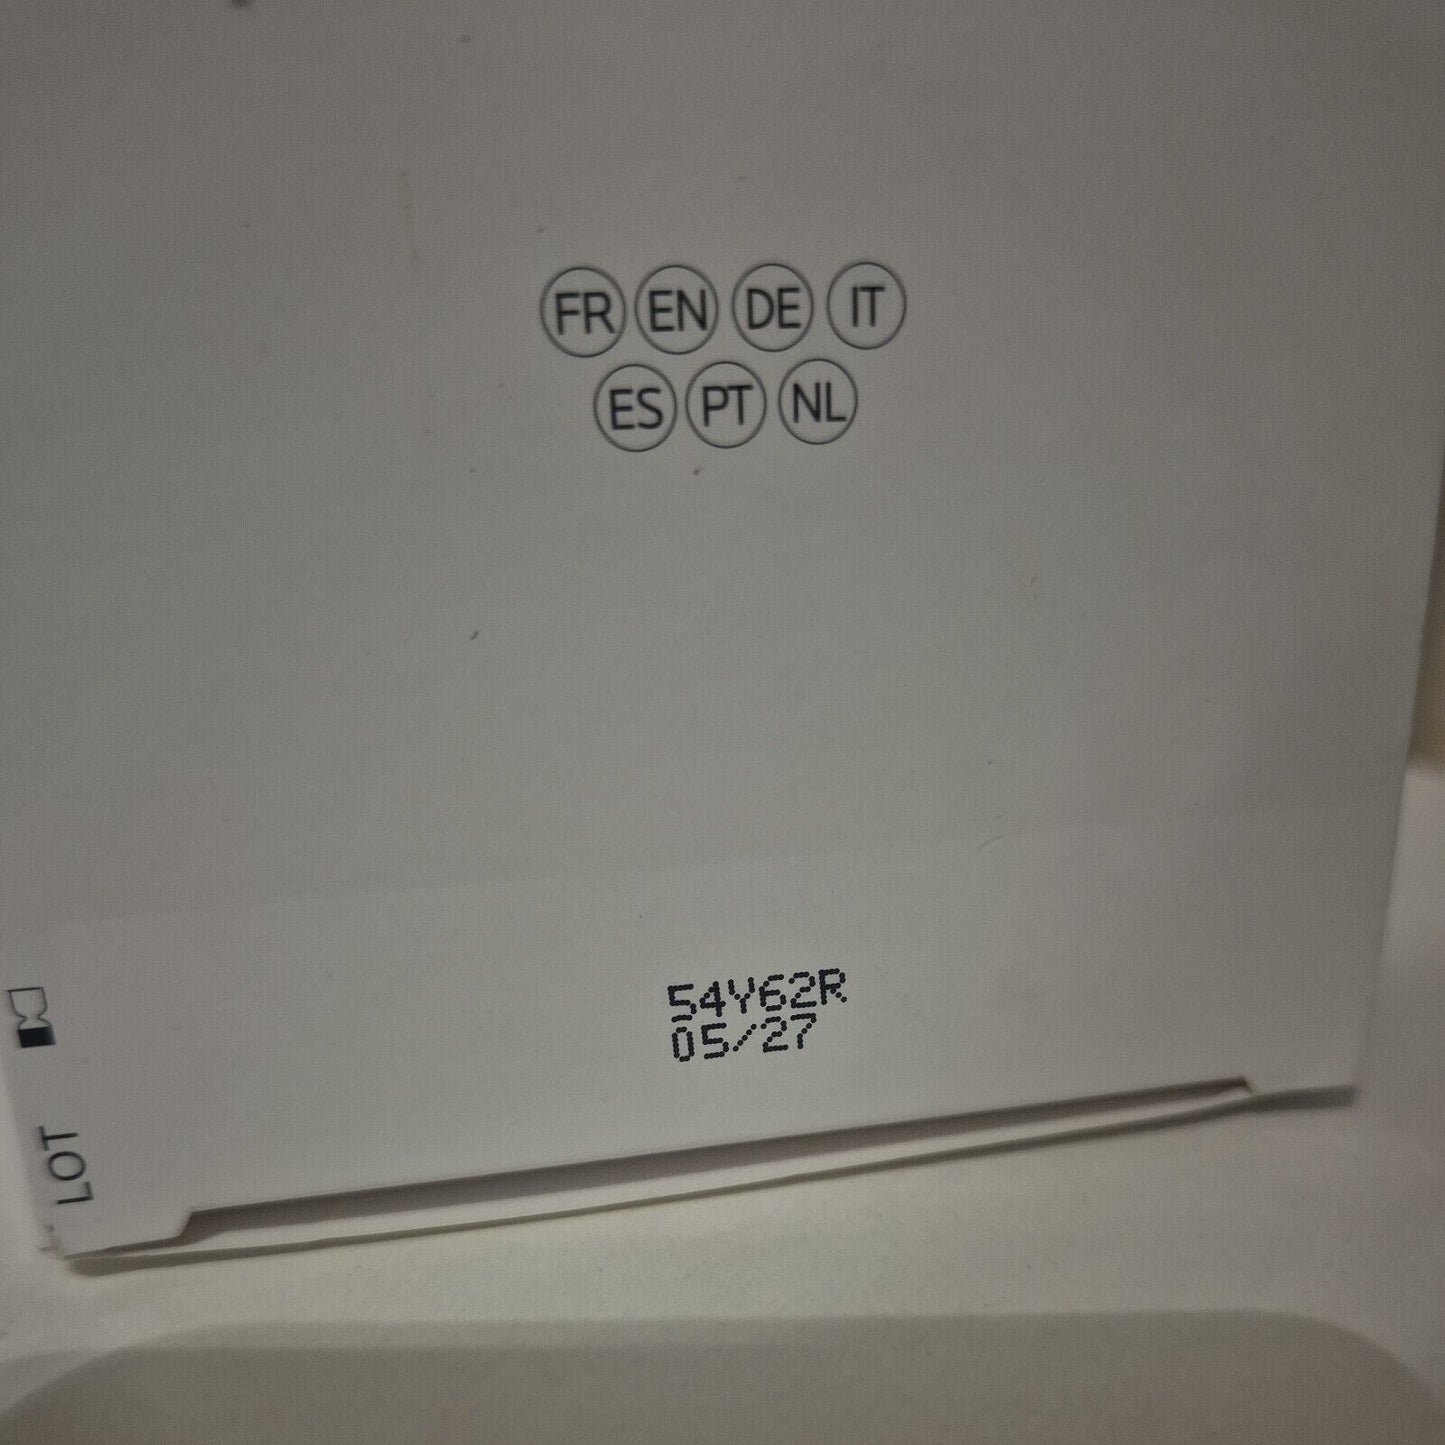 FR EN DE IT
ES PT NL
54Y62R
05/27
LOT